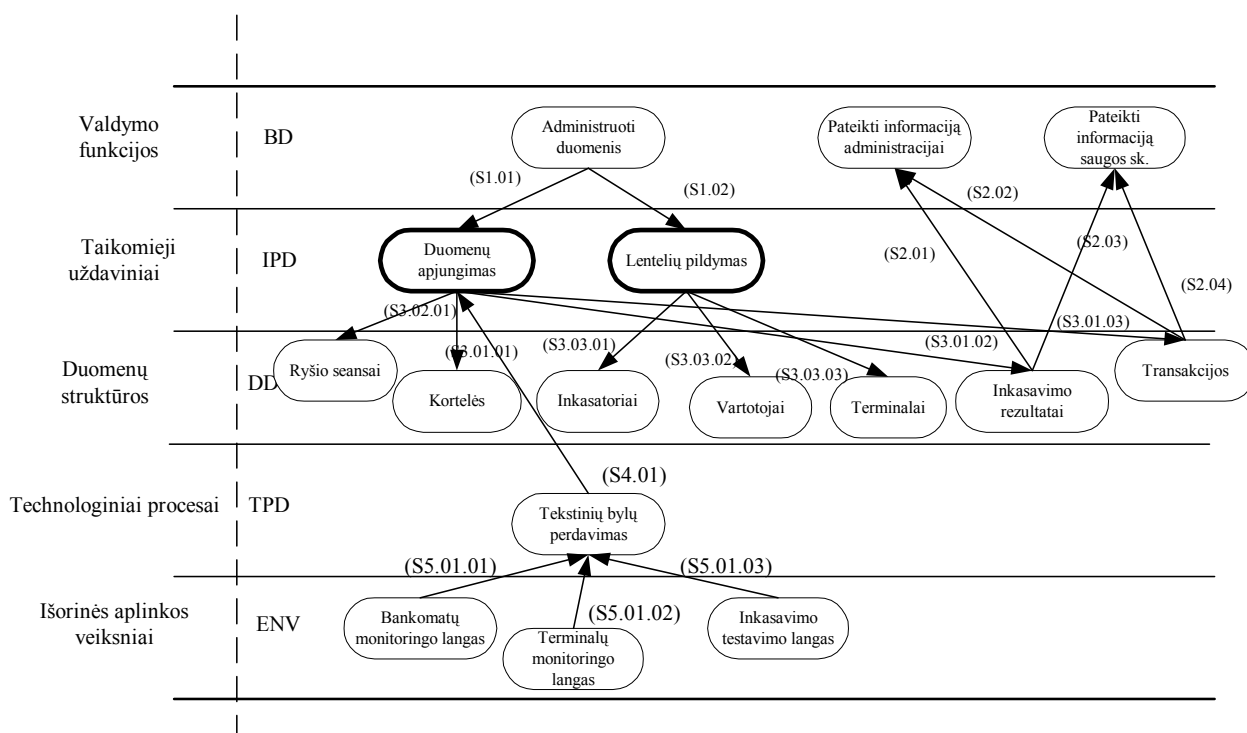 Valdymo
funkcijos
BD
Administruoti
duomenis
Pateikti informaciją
administracijai
Pateikti
informaciją
saugos sk.
(S1.01)
(S1.02)
(S2.02)
Taikomieji
uždaviniai
IPD
Duomenų
apjungimas
Lentelių pildymas
(S2.01)
(S2.03)
(S2.04)
(S3.02.01)
(S3.01.03)
(S3.01.01)
(S3.03.01)
(S3.01.02)
(S3.03.02)
(S3.03.03)
Duomenų
struktūros
DD
Ryšio seansai
Kortelės
Inkasatoriai
Vartotojai
Terminalai
Inkasavimo
rezultatai
Transakcijos
(S4.01)
Technologiniai procesai
TPD
Tekstinių bylų
perdavimas
(S5.01.01)
(S5.01.03)
Išorinės aplinkos
veiksniai
ENV
Bankomatų
monitoringo langas
(S5.01.02)
Terminalų
monitoringo
langas
Inkasavimo
testavimo langas